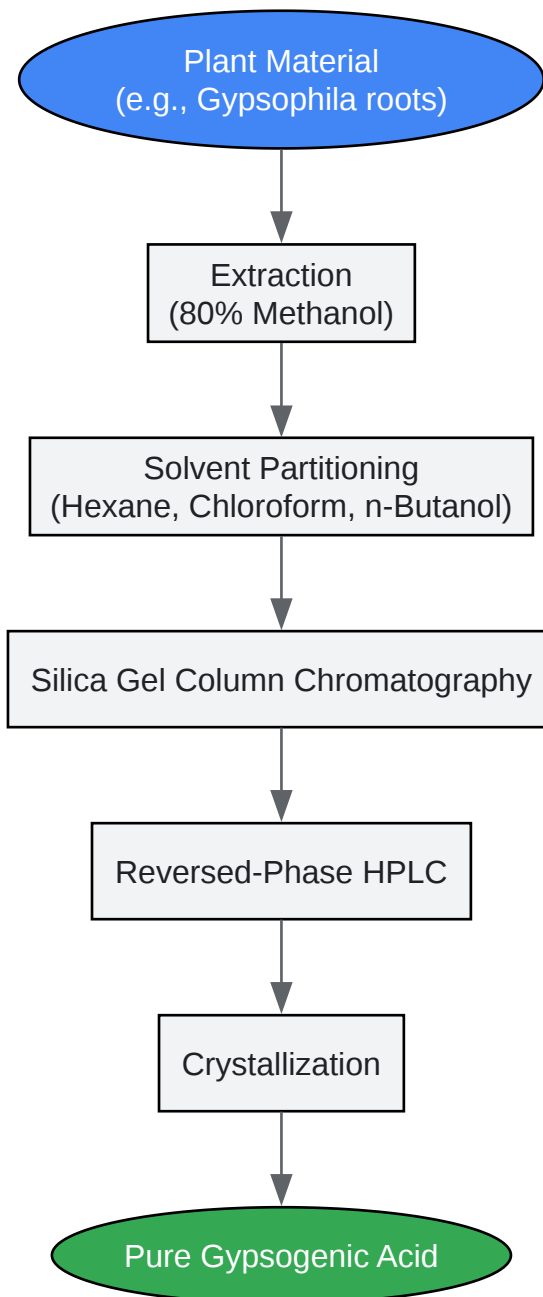 Plant Material
(e.g., Gypsophila roots)
Extraction
(80% Methanol)
Solvent Partitioning
(Hexane, Chloroform, n-Butanol)
Silica Gel Column Chromatography
Reversed-Phase HPLC
Crystallization
Pure Gypsogenic Acid